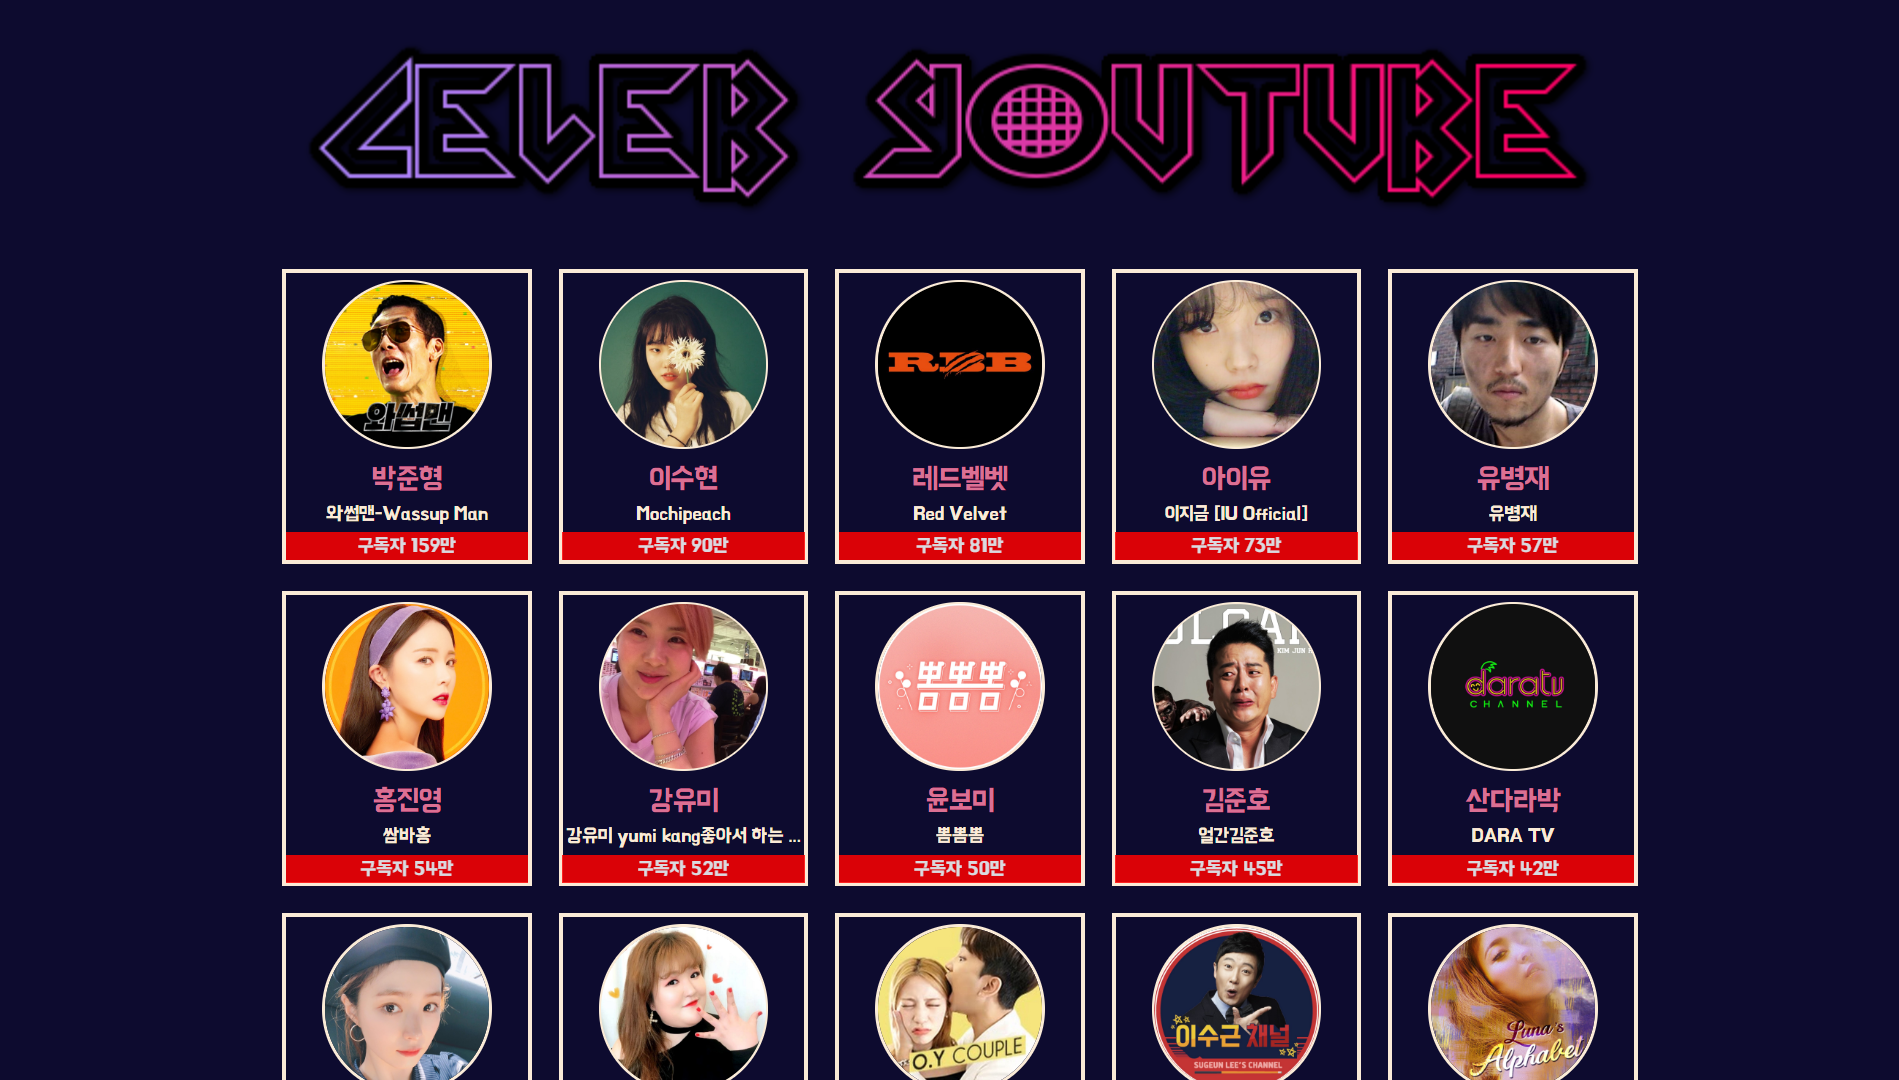 CELEB YOUTUBE
와썹맨
RBB
박준형
이수현
레드벨벳
아이유
유병재
와썹맨-Wassup Man
Mochipeach
Red Velvet
이지금 [IU Official]
유병재
구독자 159만
구독자 90만
구독자 81만
구독자 73만
구독자 57만
뽐뽐뽐
KIM JUN
daratv
CHANNEL
홍진영
강유미
윤보미
김준호
산다라박
쌈바홍
강유미 yumi kang좋아서 하는 ...
뽐뽐뽐
얼간김준호
DARA TV
구독자 54만
구독자 52만
구독자 50만
구독자 45만
구독자 42만
O.Y COUPLE
이수근 채널
SUGEUN LEE'S CHANNEL
Luna's
Alphabet